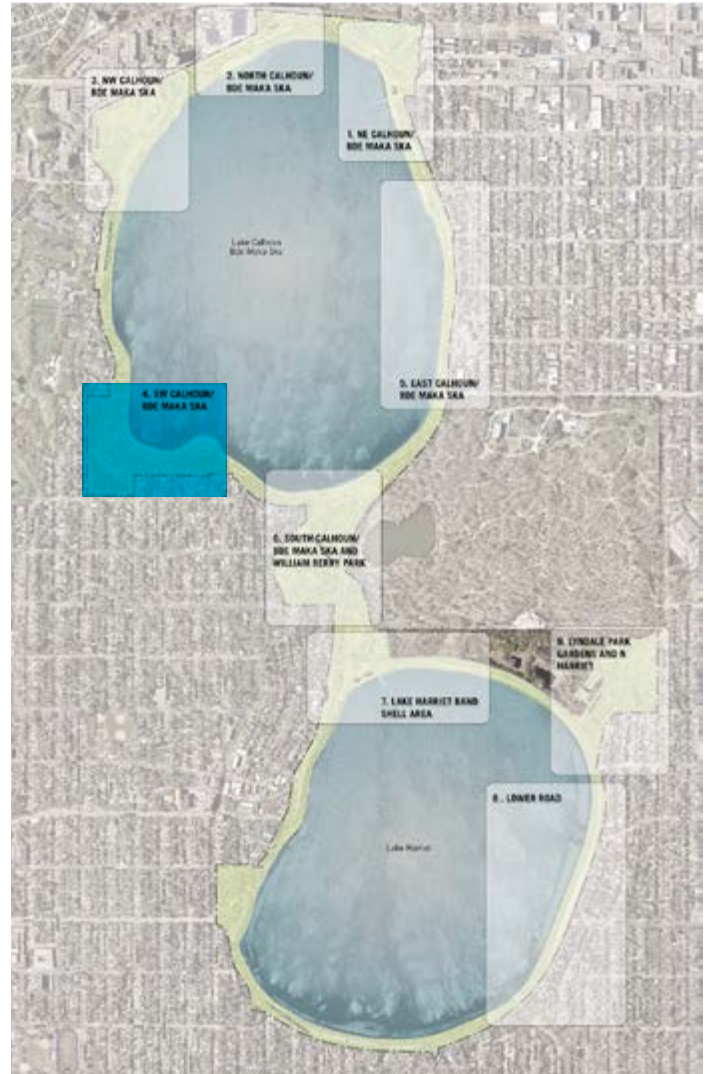 2. NORTH CALHOUN/
BDE MAKA SKA
3. NW CALHOUN/
BDE MAKA SKA
1. NE CALHOUN/
BDE MAKA SKA
Lake Calhoun
Bde Maka Ska
5. EAST CALHOUN/
BDE MAKA SKA
4. SW CALHOUN/
BDE MAKA SKA
6. SOUTH CALHOUN/
BDE MAKA SKA AND
WILLIAM BERRY PARK
9. LYNDALE PARK
GARDENS AND N
HARRIET
7. LAKE HARRIET BAND
SHELL AREA
8. LOWER ROAD
Lake Harriet